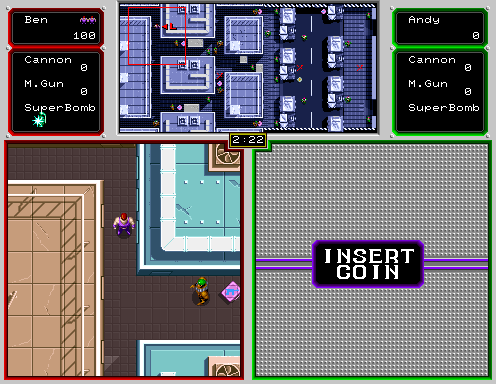 Ben
100
Cannon
0
M.Gun
0
SuperBomb
Andy
0
Cannon
0
M.Gun
0
SuperBomb
2:22
INSERT
COIN